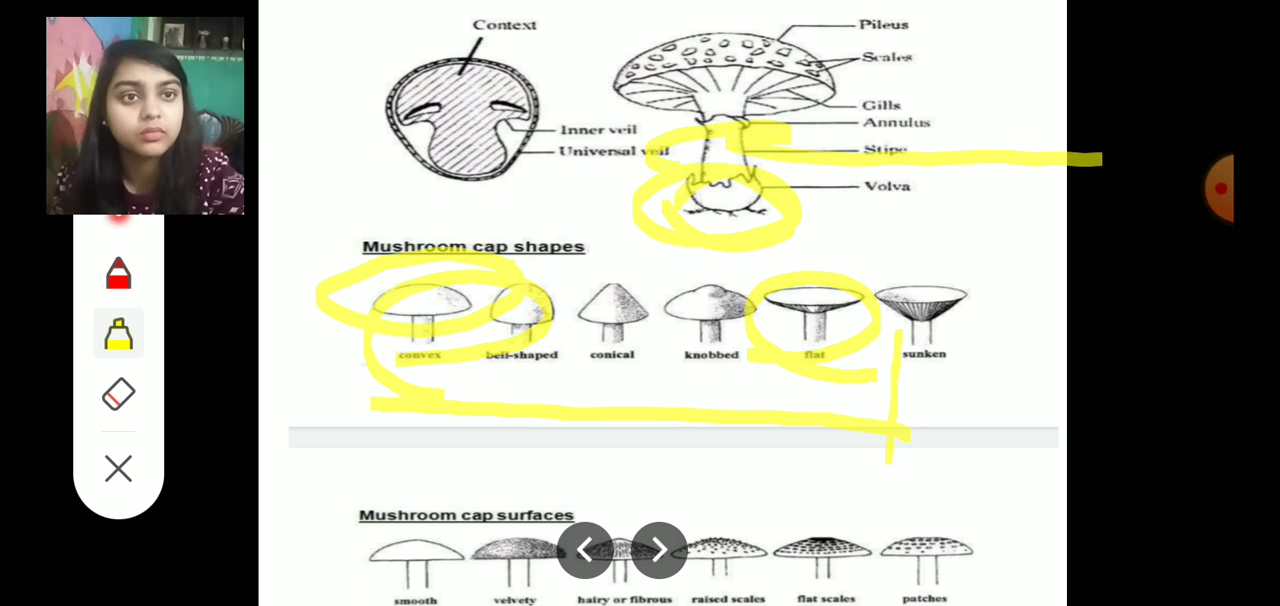 Context
Pileus
Scales
Gills
Annulus
Inner veil
Stipe
Universal veil
Volva
Mushroom cap shapes
convex bell-shaped conical knobbed flat sunken
Mushroom cap surfaces
smooth velvety hairy or fibrous raised scales flat scales patches